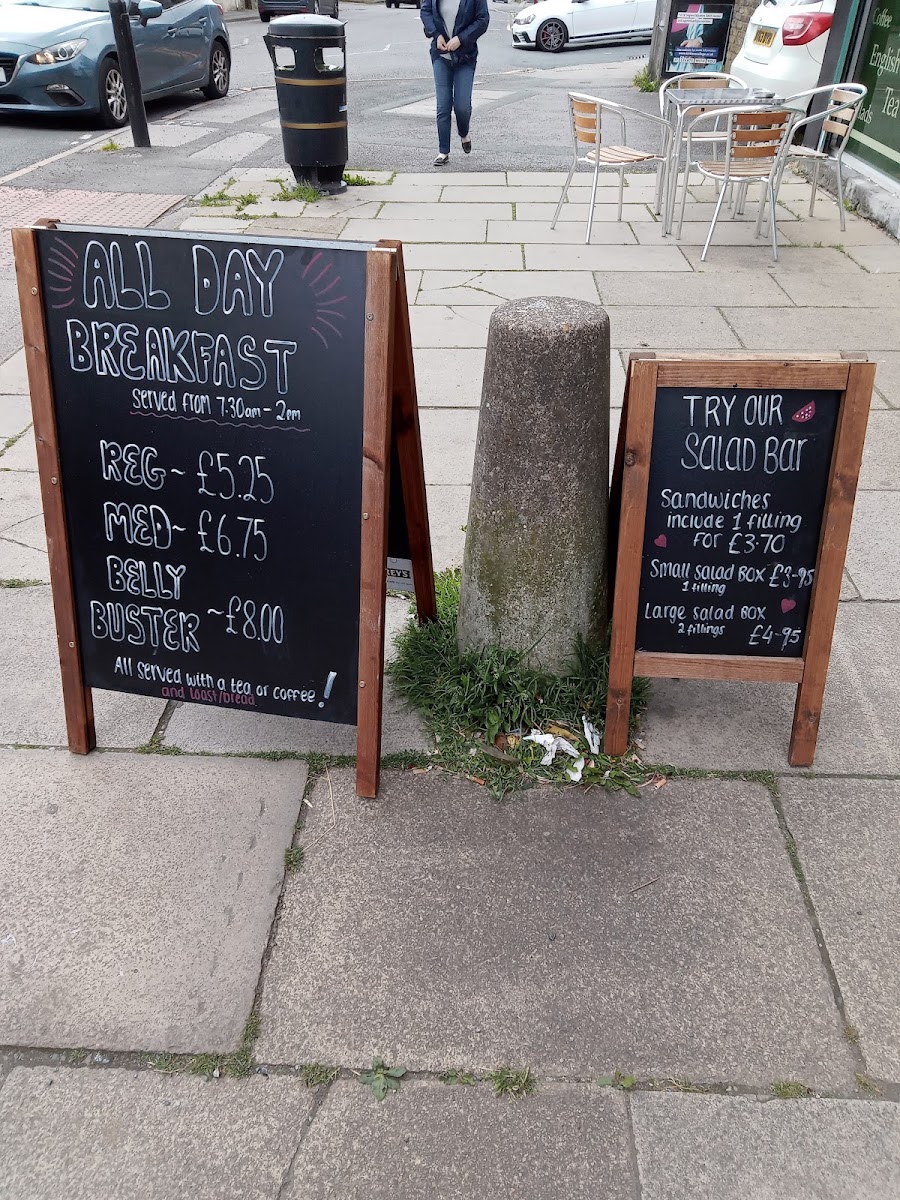 ALL DAY
BREAKFAST
served from 7.30am - 2pm
REG ~ £5.25
MED ~ £6.75
BELLY
BUSTER ~ £8.00
All served with a tea or coffee!
and toast/bread
TRY OUR
Salad Bar
Sandwiches
include 1 filling
for £3.70
Small salad Box £3-95
1 filling
Large salad Box
2 fillings £4-95
Coffee
English
Tea